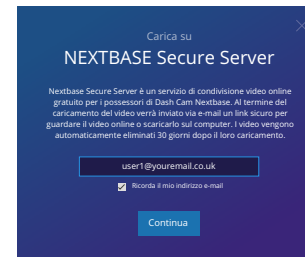 Carica su
NEXTBASE Secure Server
Nextbase Secure Server è un servizio di condivisione video online
gratuito per i possessori di Dash Cam Nextbase. Al termine del
caricamento del video verrà inviato via e-mail un link sicuro per
guardare il video online o scaricarlo sul computer. I video vengono
automaticamente eliminati 30 giorni dopo il loro caricamento.
user1@youremail.co.uk
Ricorda il mio indirizzo e-mail
Continua